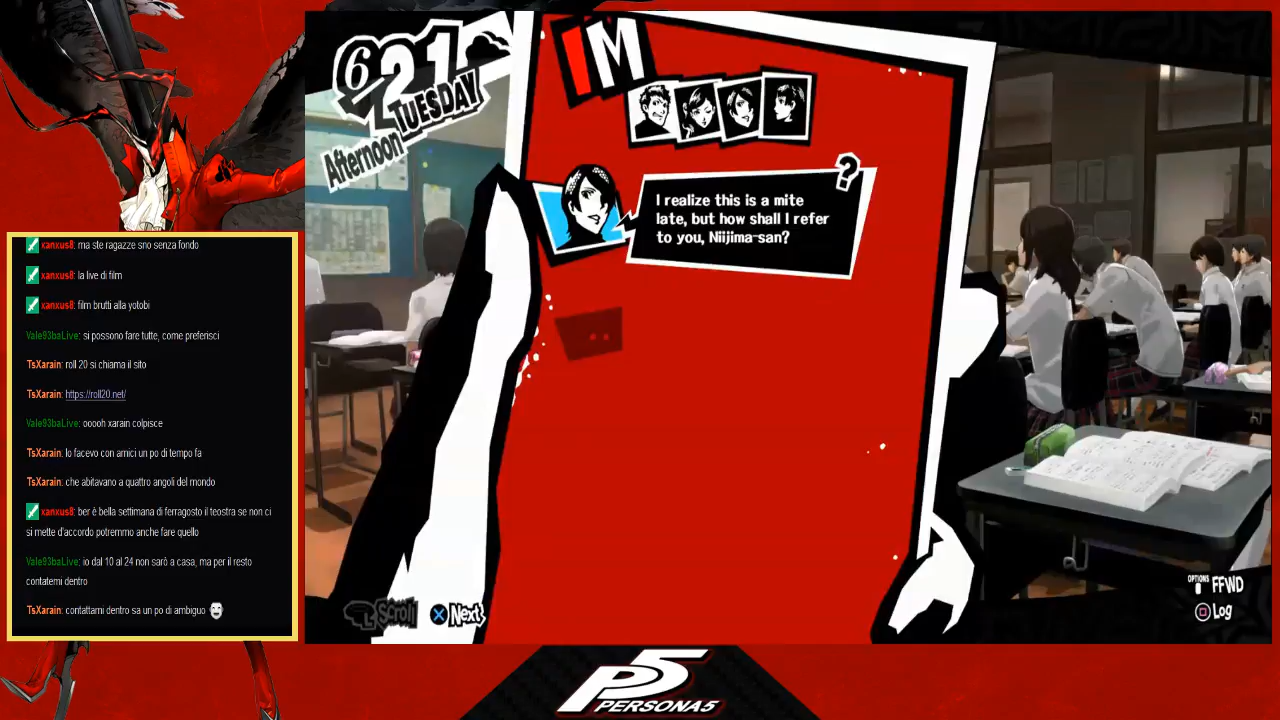 xanxus8: ma ste ragazze sno senza fondo
xanxus8: la live di film
xanxus8: film brutti alla yotobi
Vale93baLive: si possono fare tutte, come preferisci
TsXarain: roll 20 si chiama il sito
TsXarain: https://roll20.net/
Vale93baLive: ooooh xarain colpisce
TsXarain: lo facevo con amici un po di tempo fa
TsXarain: che abitavano a quattro angoli del mondo
xanxus8: ber è bella settimana di ferragosto il teostra se non ci
si mette d'accordo potremmo anche fare quello
Vale93baLive: io dal 10 al 24 non sarò a casa, ma per il resto
contatemi dentro
TsXarain: contattami dentro sa un po di ambiguo
6/21
TUESDAY
Afternoon
IM
?
I realize this is a mite
late, but how shall I refer
to you, Niijima-san?
L Scroll
Next
OPTIONS FFWD
Log
P5
PERSONA5